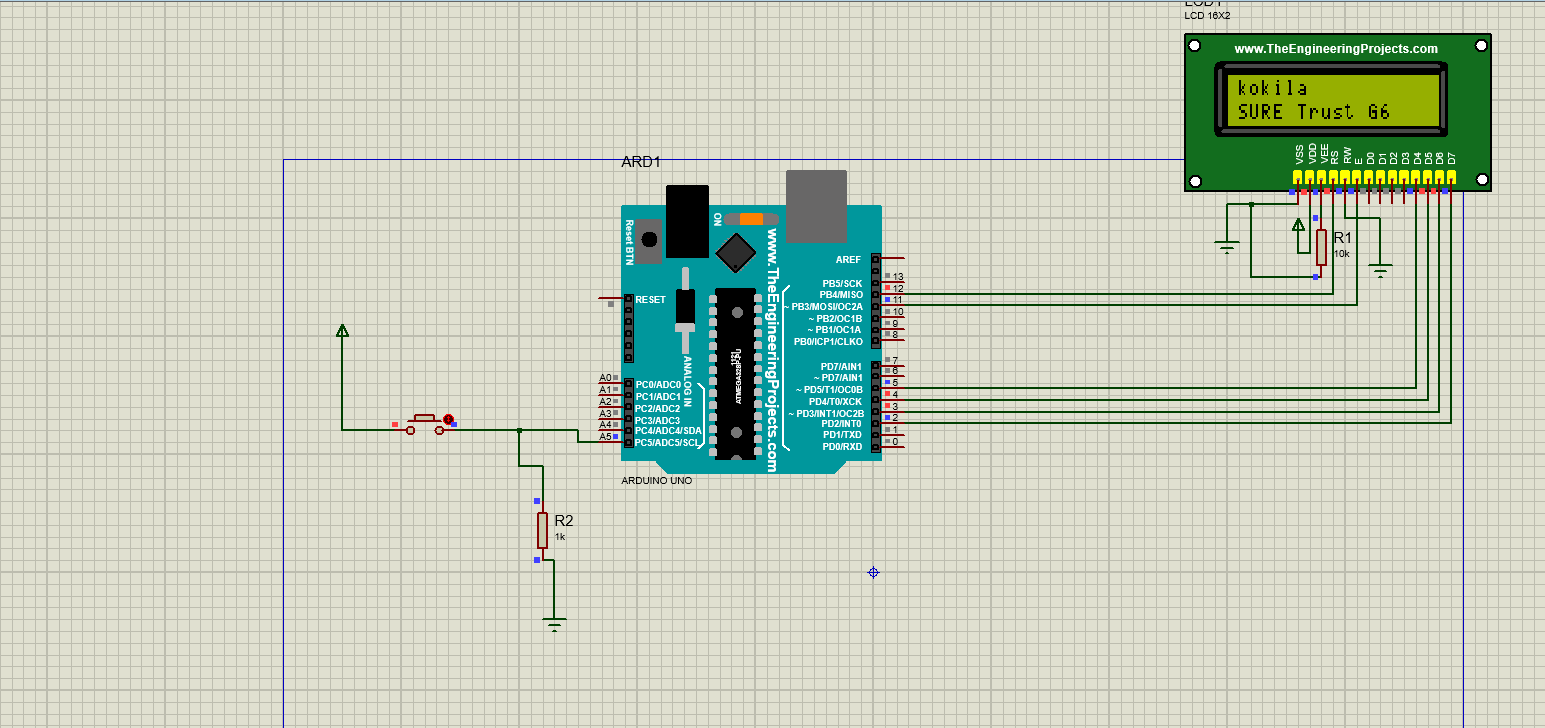 LCD 16X2
www.TheEngineeringProjects.com
kokila
SURE Trust G6
VSS VDD VEE RS RW E D0 D1 D2 D3 D4 D5 D6 D7
R1
10k
ARD1
Reset BTN
ON
www.TheEngineeringProjects.com
ANALOG IN
RESET
AREF
PB5/SCK 13
PB4/MISO 12
~ PB3/MOSI/OC2A 11
~ PB2/OC1B 10
~ PB1/OC1A 9
PB0/ICP1/CLKO 8
PD7/AIN1 7
~ PD7/AIN1 6
~ PD5/T1/OC0B 5
PD4/T0/XCK 4
~ PD3/INT1/OC2B 3
PD2/INT0 2
PD1/TXD 1
PD0/RXD 0
A0 PC0/ADC0
A1 PC1/ADC1
A2 PC2/ADC2
A3 PC3/ADC3
A4 PC4/ADC4/SDA
A5 PC5/ADC5/SCL
ARDUINO UNO
R2
1k